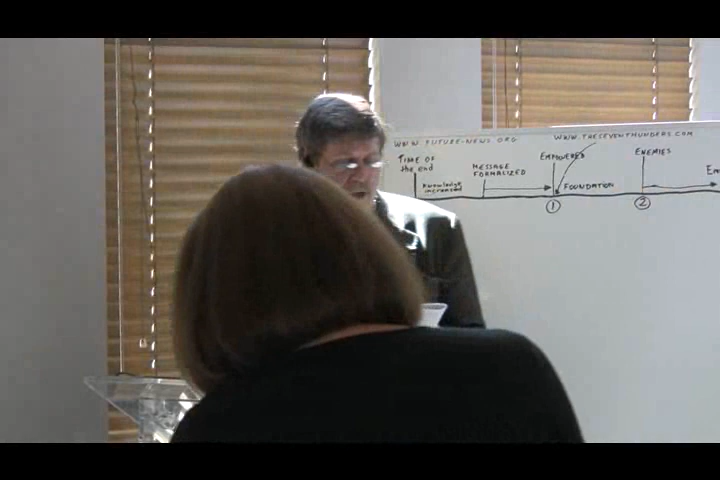 WWW.FUTURE-NEWS.ORG
WWW.THESEVENTHUNDERS.COM
TIME OF
the end
KNOWledge
increased
MESSAGE
FORMALIZED
EMPOWERED
FOUNDATION
ENEMIES
1
2